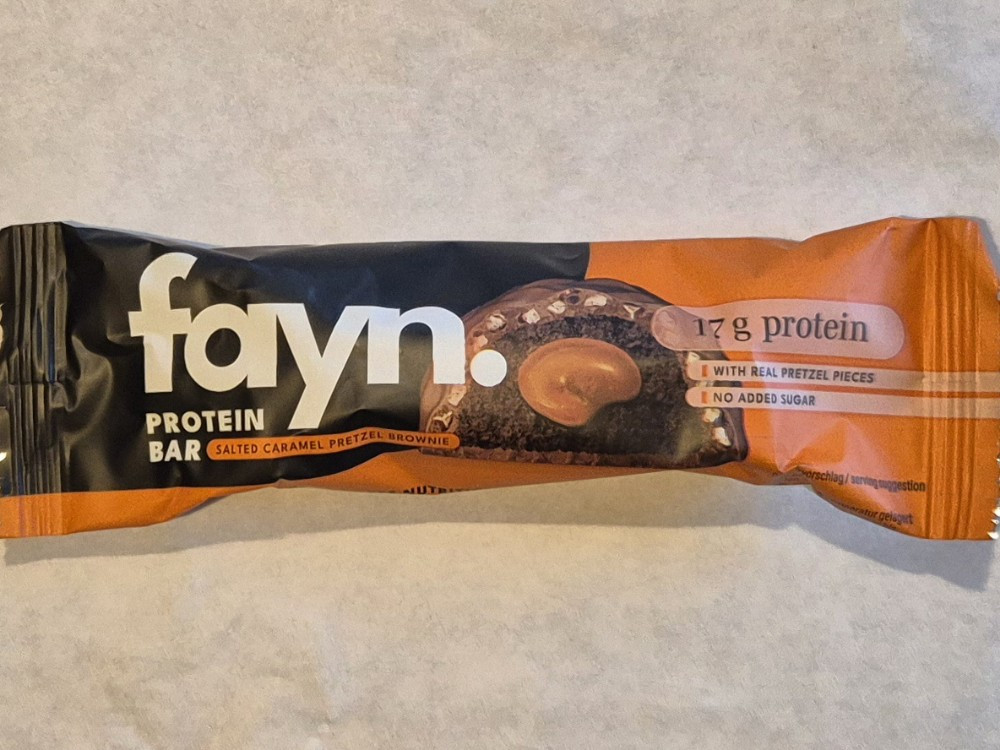 fayn.
PROTEIN
BAR
SALTED CARAMEL PRETZEL BROWNIE
17 g protein
WITH REAL PRETZEL PIECES
NO ADDED SUGAR
serving suggestion